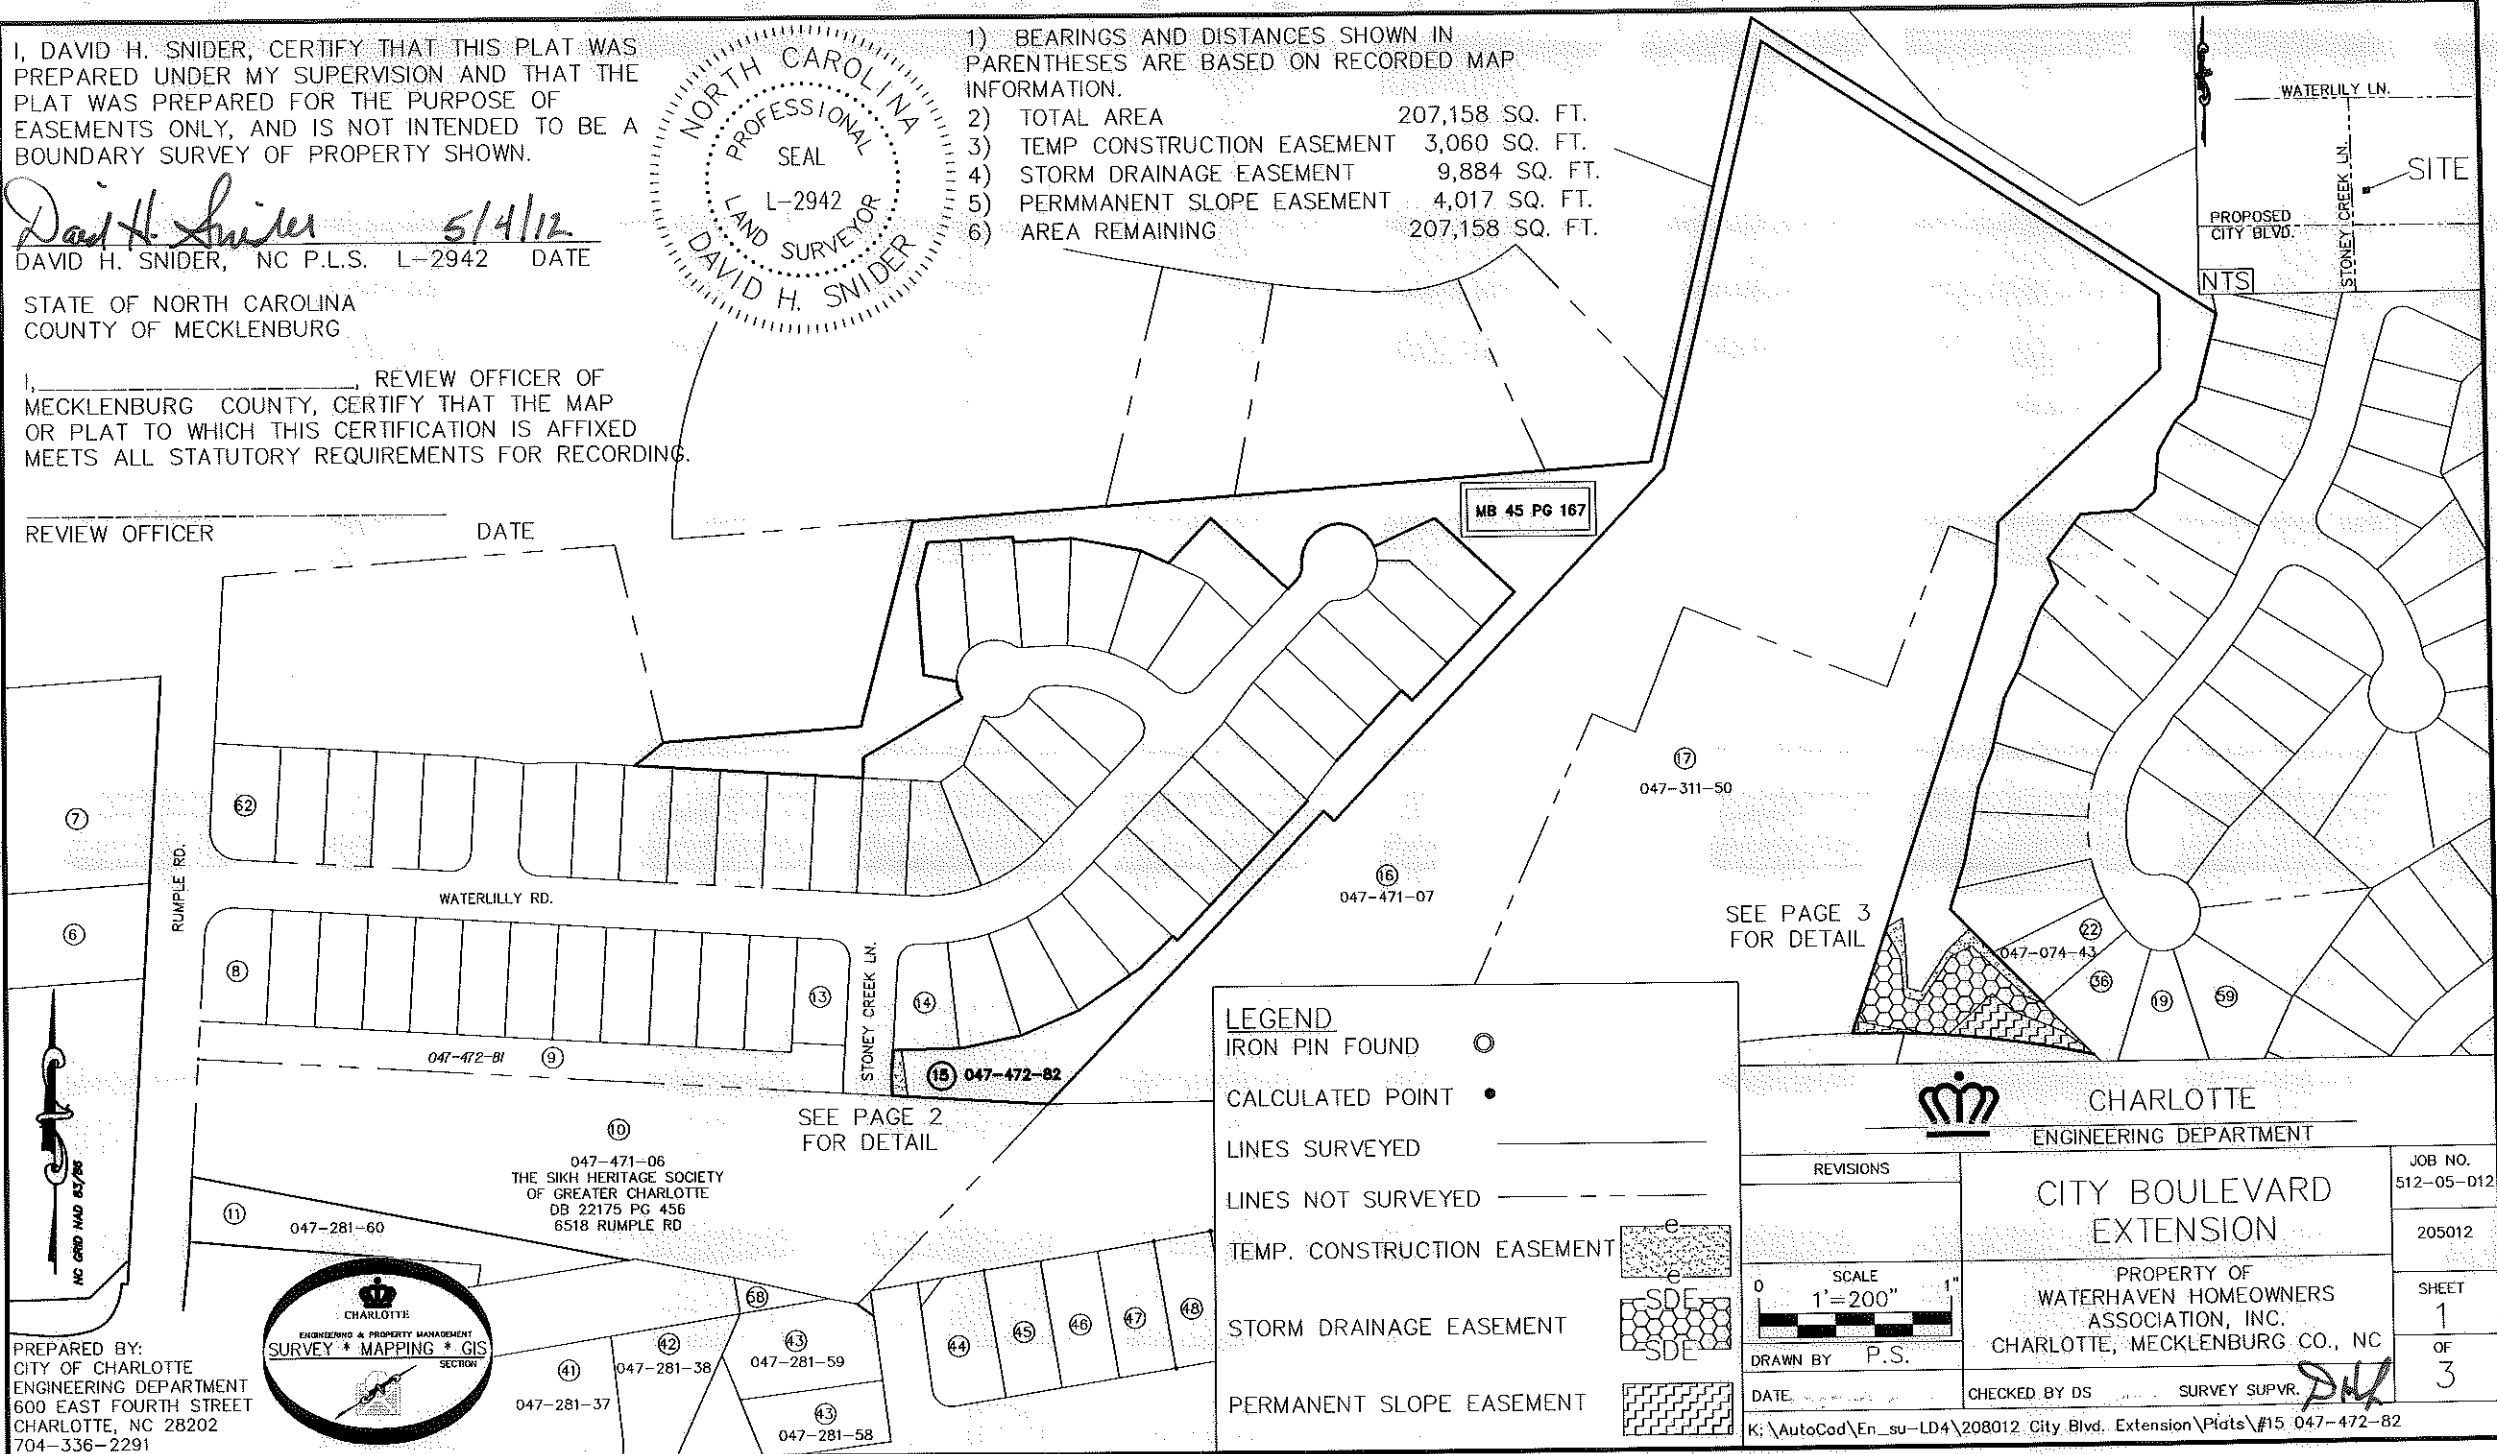 I, DAVID H. SNIDER, CERTIFY THAT THIS PLAT WAS
PREPARED UNDER MY SUPERVISION AND THAT THE
PLAT WAS PREPARED FOR THE PURPOSE OF
EASEMENTS ONLY, AND IS NOT INTENDED TO BE A
BOUNDARY SURVEY OF PROPERTY SHOWN.
David H. Snider 5/4/12
DAVID H. SNIDER, NC P.L.S. L-2942 DATE
STATE OF NORTH CAROLINA
COUNTY OF MECKLENBURG
I,____________________, REVIEW OFFICER OF
MECKLENBURG COUNTY, CERTIFY THAT THE MAP
OR PLAT TO WHICH THIS CERTIFICATION IS AFFIXED
MEETS ALL STATUTORY REQUIREMENTS FOR RECORDING.
REVIEW OFFICER DATE
NORTH CAROLINA
PROFESSIONAL
SEAL
L-2942
LAND SURVEYOR
DAVID H. SNIDER
1) BEARINGS AND DISTANCES SHOWN IN
PARENTHESES ARE BASED ON RECORDED MAP
INFORMATION.
2) TOTAL AREA 207,158 SQ. FT.
3) TEMP CONSTRUCTION EASEMENT 3,060 SQ. FT.
4) STORM DRAINAGE EASEMENT 9,884 SQ. FT.
5) PERMMANENT SLOPE EASEMENT 4,017 SQ. FT.
6) AREA REMAINING 207,158 SQ. FT.
WATERLILY LN.
STONEY CREEK LN.
SITE
PROPOSED
CITY BLVD.
STONEY CREEK LN.
NTS
MB 45 PG 167
7
6
RUMPLE RD.
62
WATERLILLY RD.
8
13
14
STONEY CREEK LN.
047-472-81 9
15 047-472-82
SEE PAGE 2
FOR DETAIL
16
047-471-07
17
047-311-50
SEE PAGE 3
FOR DETAIL
22
047-074-43
36
19
59
NC GRID NAD 83/86
10
047-471-06
THE SIKH HERITAGE SOCIETY
OF GREATER CHARLOTTE
DB 22175 PG 456
6518 RUMPLE RD
11
047-281-60
58
41
047-281-37
42
047-281-38
43
047-281-59
43
047-281-58
44
45
46
47
48
CHARLOTTE
ENGINEERING & PROPERTY MANAGEMENT
SURVEY * MAPPING * GIS
SECTION
PREPARED BY:
CITY OF CHARLOTTE
ENGINEERING DEPARTMENT
600 EAST FOURTH STREET
CHARLOTTE, NC 28202
704-336-2291
LEGEND
IRON PIN FOUND
CALCULATED POINT
LINES SURVEYED
LINES NOT SURVEYED
TEMP. CONSTRUCTION EASEMENT
e
e
STORM DRAINAGE EASEMENT
SDE
SDE
PERMANENT SLOPE EASEMENT
CHARLOTTE
ENGINEERING DEPARTMENT
REVISIONS
CITY BOULEVARD
EXTENSION
JOB NO.
512-05-012
205012
SCALE
0 1'=200" 1"
PROPERTY OF
WATERHAVEN HOMEOWNERS
ASSOCIATION, INC.
CHARLOTTE, MECKLENBURG CO., NC
SHEET
1
OF
3
DRAWN BY P.S.
DATE
CHECKED BY DS SURVEY SUPVR. DHS
K:\AutoCad\En_su-LD4\208012 City Blvd. Extension\Plats\#15 047-472-82